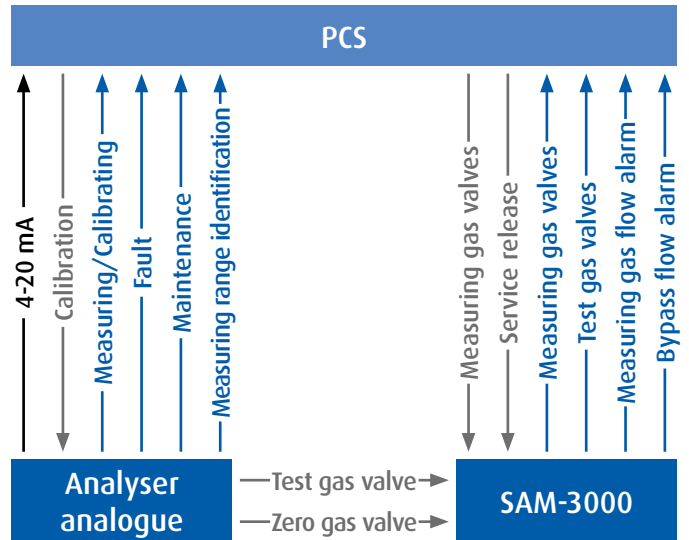 PCS
4-20 mA
Calibration
Measuring/Calibrating
Fault
Maintenance
Measuring range identification
Measuring gas valves
Service release
Measuring gas valves
Test gas valves
Measuring gas flow alarm
Bypass flow alarm
Analyser
analogue
Test gas valve
Zero gas valve
SAM-3000